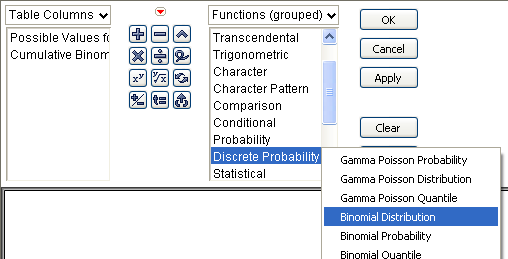 Table Columns
Possible Values fo
Cumulative Binom
Functions (grouped)
Transcendental
Trigonometric
Character
Character Pattern
Comparison
Conditional
Probability
Discrete Probability
Statistical
OK
Cancel
Apply
Clear
Gamma Poisson Probability
Gamma Poisson Distribution
Gamma Poisson Quantile
Binomial Distribution
Binomial Probability
Binomial Quantile